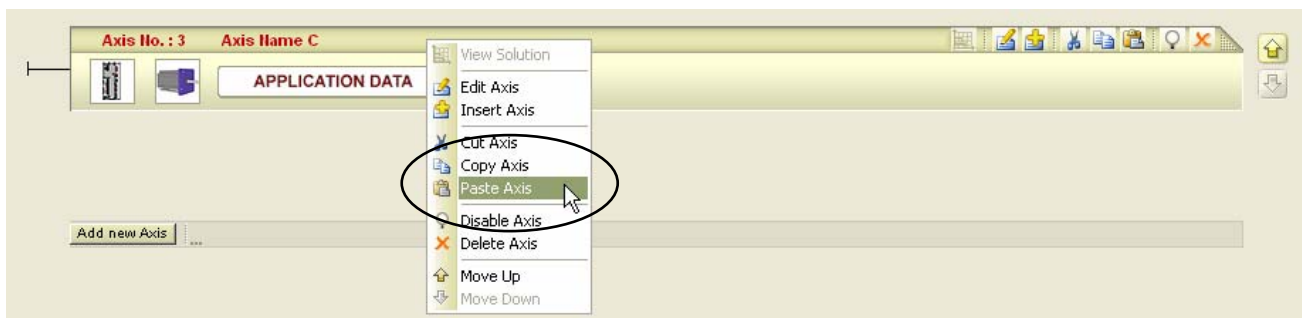 Axis No.: 3 Axis Name C
APPLICATION DATA
View Solution
Edit Axis
Insert Axis
Cut Axis
Copy Axis
Paste Axis
Disable Axis
Delete Axis
Move Up
Move Down
Add new Axis ...